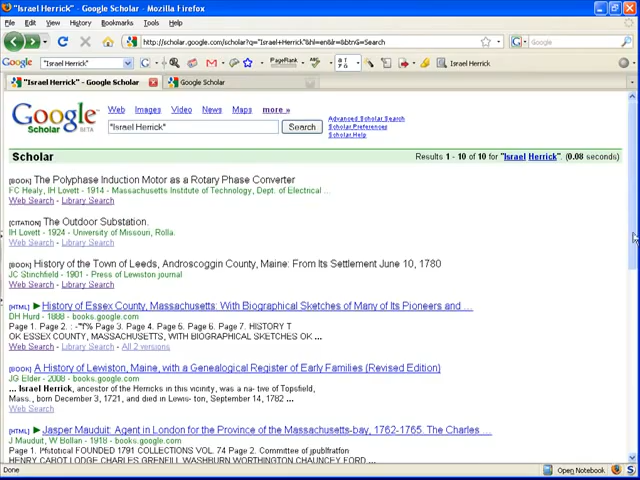 "Israel Herrick" - Google Scholar - Mozilla Firefox
File Edit View History Bookmarks Tools Help
http://scholar.google.com/scholar?q="Israel+Herrick"&hl=en&lr=&btnG=Search
Google
Google "Israel Herrick" PageRank Israel Herrick
"Israel Herrick" - Google Scholar Google Scholar
Web Images Video News Maps more »
Google Scholar BETA
"Israel Herrick" Search
Advanced Scholar Search
Scholar Preferences
Scholar Help
Scholar Results 1 - 10 of 10 for "Israel Herrick". (0.08 seconds)
[BOOK] The Polyphase Induction Motor as a Rotary Phase Converter
FC Healy, IH Lovett - 1914 - Massachusetts Institute of Technology, Dept. of Electrical ...
Web Search - Library Search
[CITATION] The Outdoor Substation.
IH Lovett - 1924 - University of Missouri, Rolla.
Web Search - Library Search
[BOOK] History of the Town of Leeds, Androscoggin County, Maine: From Its Settlement June 10, 1780
JC Stinchfield - 1901 - Press of Lewiston journal
Web Search - Library Search
[HTML] History of Essex County, Massachusetts: With Biographical Sketches of Many of Its Pioneers and ...
DH Hurd - 1888 - books.google.com
Page 1. Page 2. : -"f% Page 3. Page 4. Page 5. Page 6. Page 7. HISTORY T
OK ESSEX COUNTY, MASSACHUSETTS, WITH BIOGRAPHICAL SKETCHES OK ...
Web Search - Library Search - All 2 versions
[BOOK] A History of Lewiston, Maine, with a Genealogical Register of Early Families (Revised Edition)
JG Elder - 2008 - books.google.com
... Israel Herrick, ancestor of the Herricks in this vicinity, was a na- tive of Topsfield,
Mass., born December 3, 1721, and died in Lewis- ton, September 14, 1782 ...
Web Search
[HTML] Jasper Mauduit: Agent in London for the Province of the Massachusetts-bay, 1762-1765. The Charles ...
J Mauduit, W Bollan - 1918 - books.google.com
Page 1. Pfstotical FOUNDED 1791 COLLECTIONS VOL. 74 Page 2. Committee of
HENRY CABOT LODGE CHARLES GRENFILL WASHBURN WORTHINGTON CHAUNCEY FORD ...
Done Open Notebook